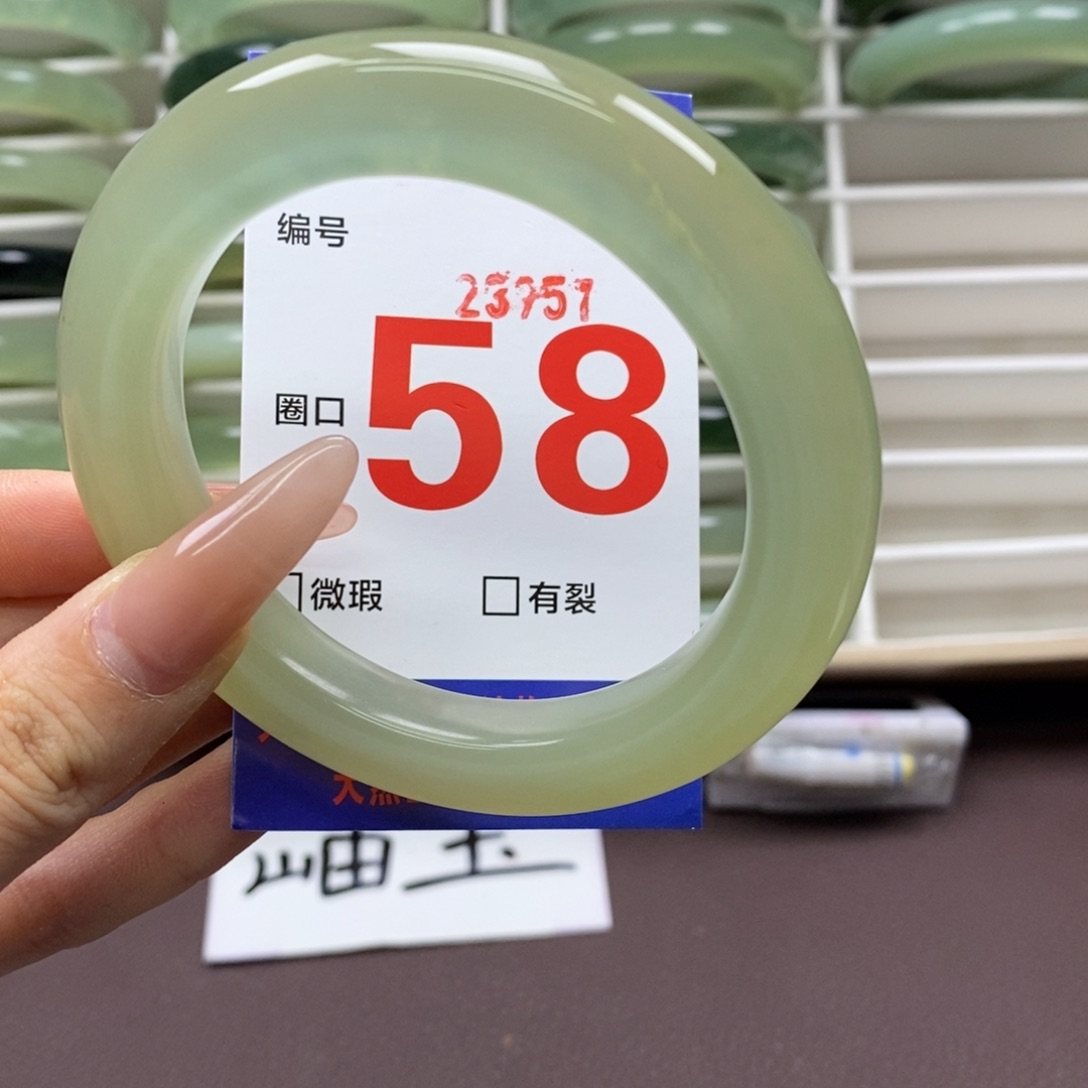 编号
23751
圈口 58
微瑕 有裂
岫玉